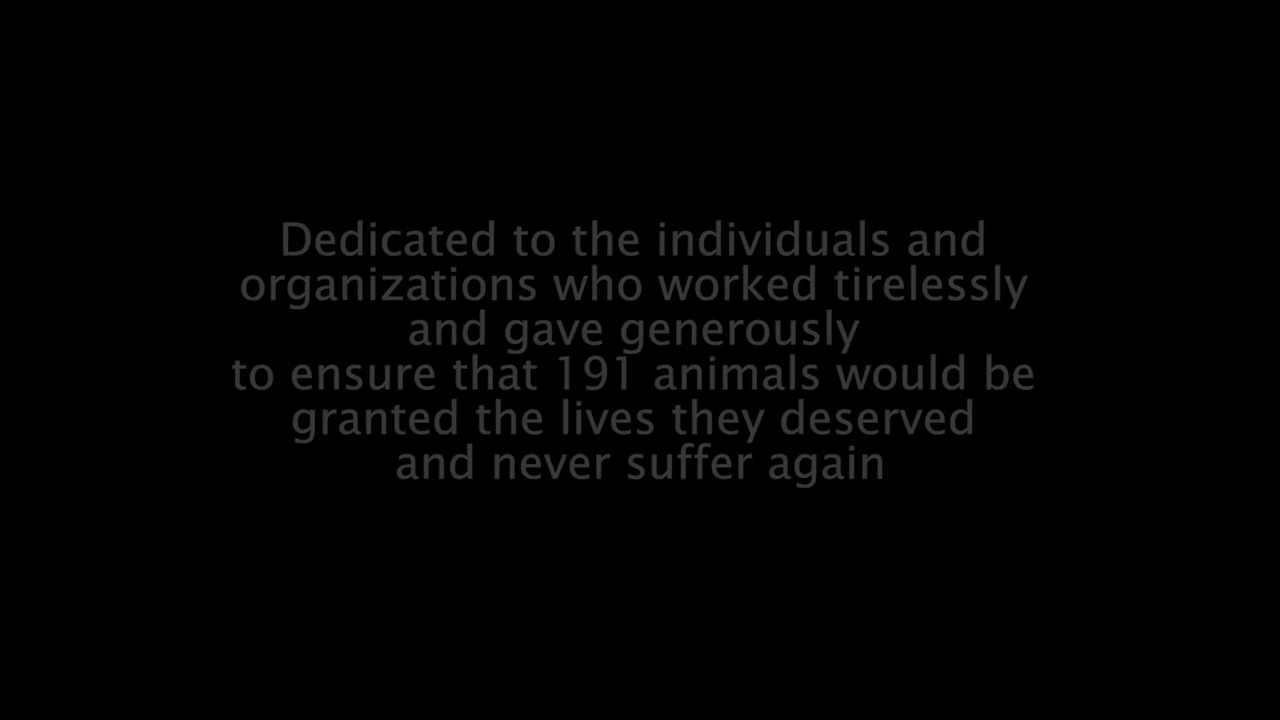 Dedicated to the individuals and
organizations who worked tirelessly
and gave generously
to ensure that 191 animals would be
granted the lives they deserved
and never suffer again